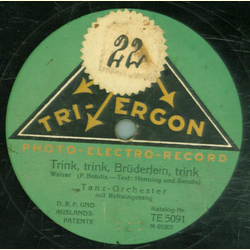 22
TRI-ERGON
PHOTO-ELECTRO-RECORD
Trink, trink, Brüderlein, trink
Walzer (P. Bendix – Text: Henning und Bendix)
Tanz-Orchester
mit Refraingesang
D. R. P. UND
AUSLANDS-
PATENTE
Katalog-No.
TE 5091